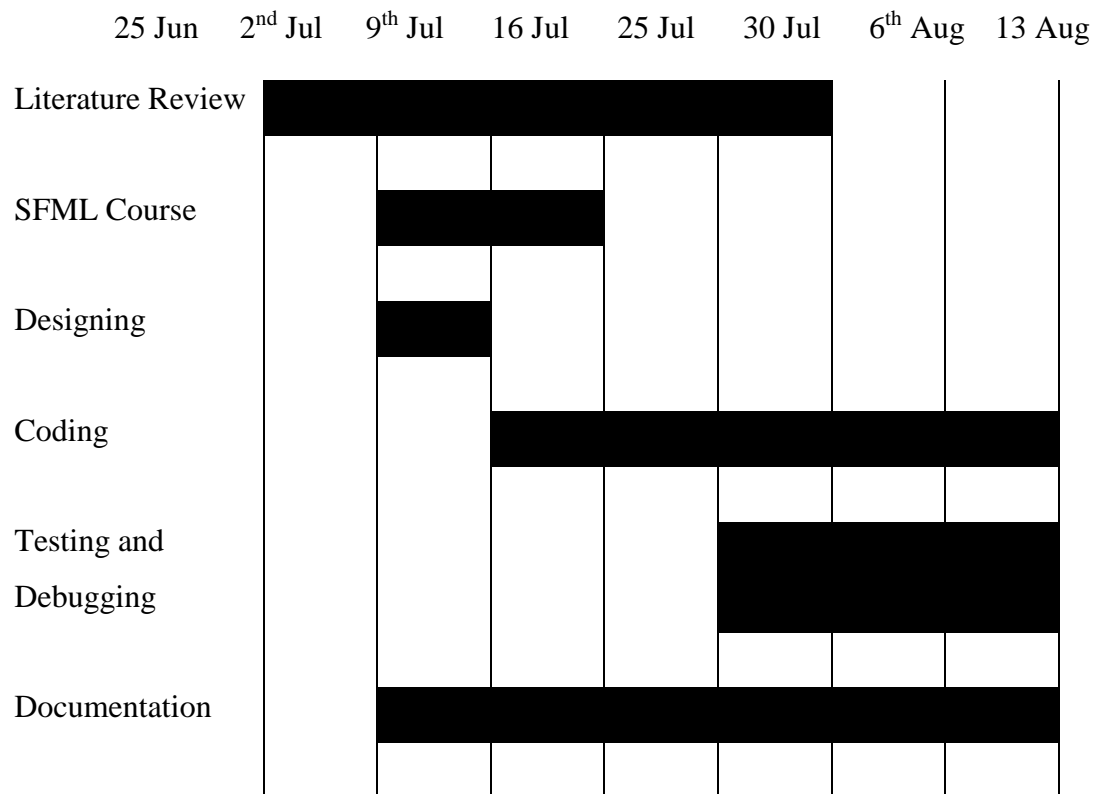 25 Jun 2nd Jul 9th Jul 16 Jul 25 Jul 30 Jul 6th Aug 13 Aug
Literature Review
SFML Course
Designing
Coding
Testing and
Debugging
Documentation